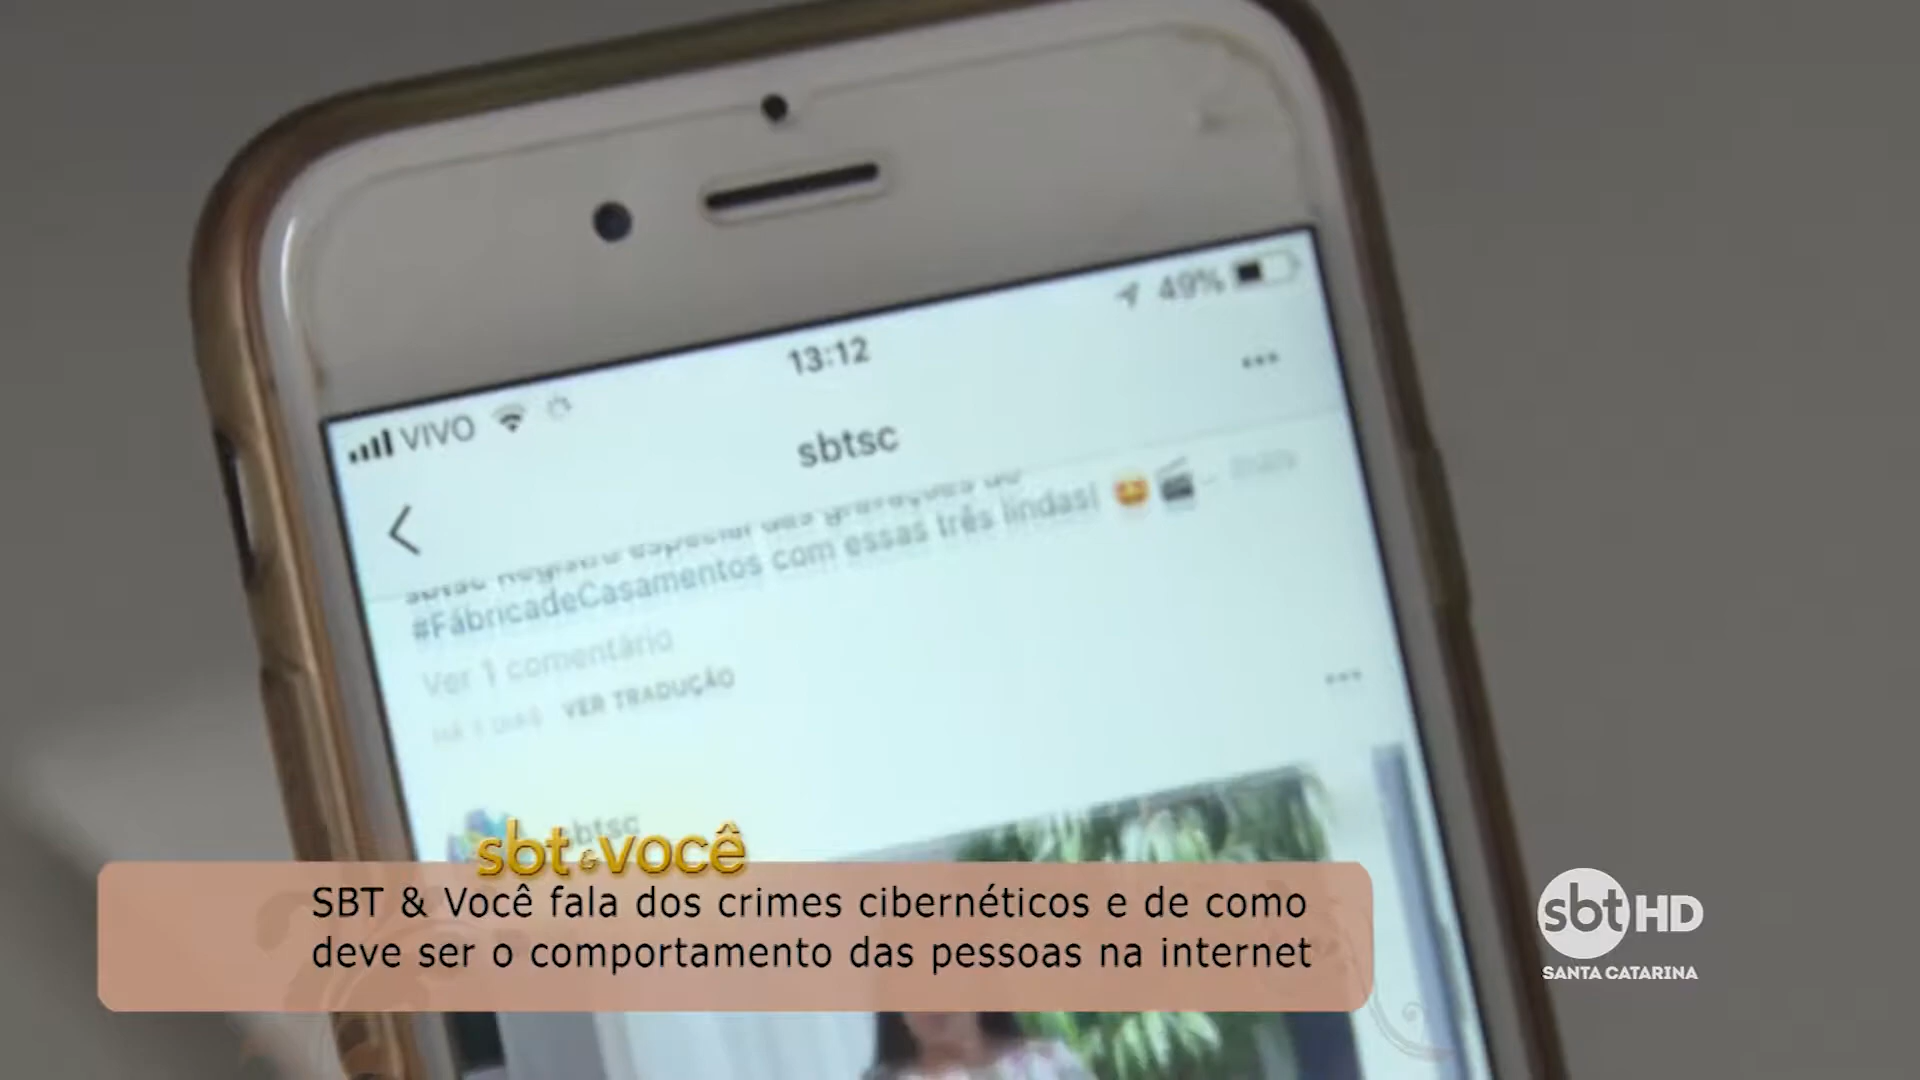 49%
13:12
VIVO
sbtsc
#FábricadeCasamentos com essas três lindas!
Ver 1 comentário
VER TRADUÇÃO
sbtsc
sbt & você
SBT & Você fala dos crimes cibernéticos e de como
deve ser o comportamento das pessoas na internet
sbt HD
SANTA CATARINA